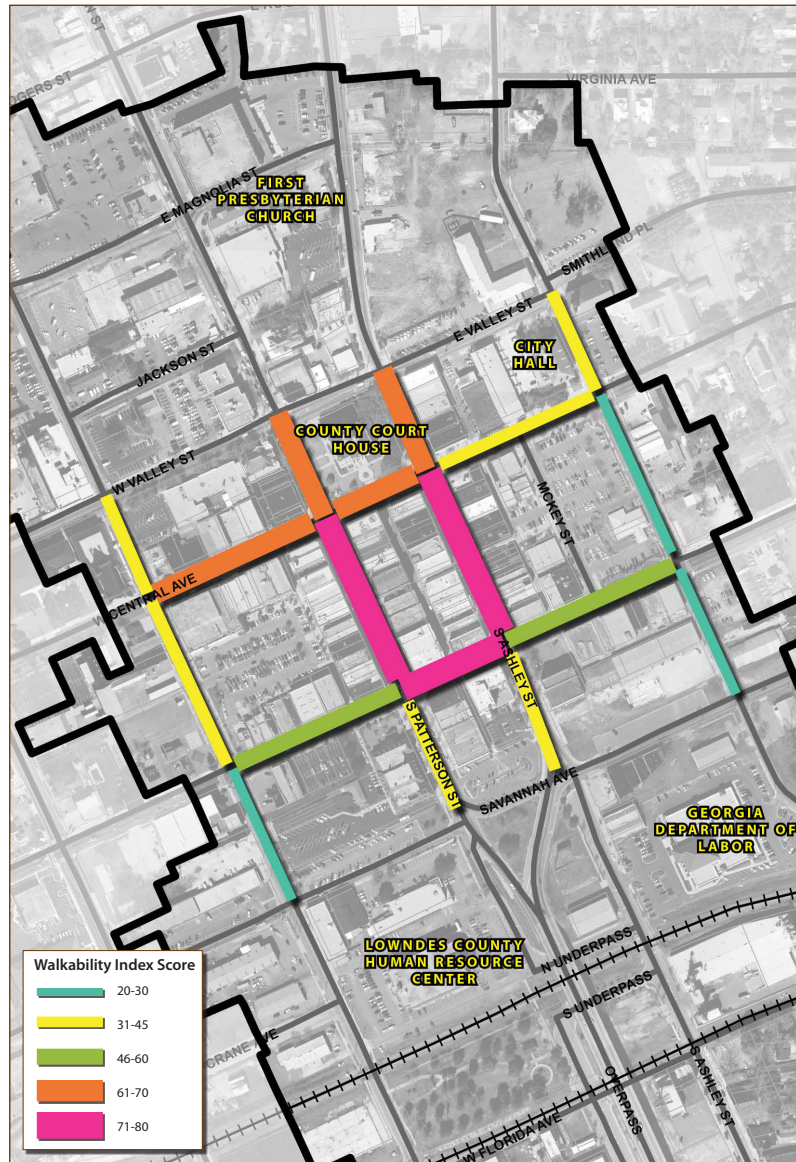 VIRGINIA AVE
E MAGNOLIA ST
FIRST
PRESBYTERIAN
CHURCH
SMITHLAND PL
E VALLEY ST
JACKSON ST
CITY
HALL
COUNTY COURT
HOUSE
W VALLEY ST
MCKEY ST
W CENTRAL AVE
S ASHLEY ST
S PATTERSON ST
SAVANNAH AVE
GEORGIA
DEPARTMENT OF
LABOR
LOWNDES COUNTY
HUMAN RESOURCE
CENTER
N UNDERPASS
S UNDERPASS
CRANE AVE
S ASHLEY ST
OVERPASS
W FLORIDA AVE
Walkability Index Score
20-30
31-45
46-60
61-70
71-80